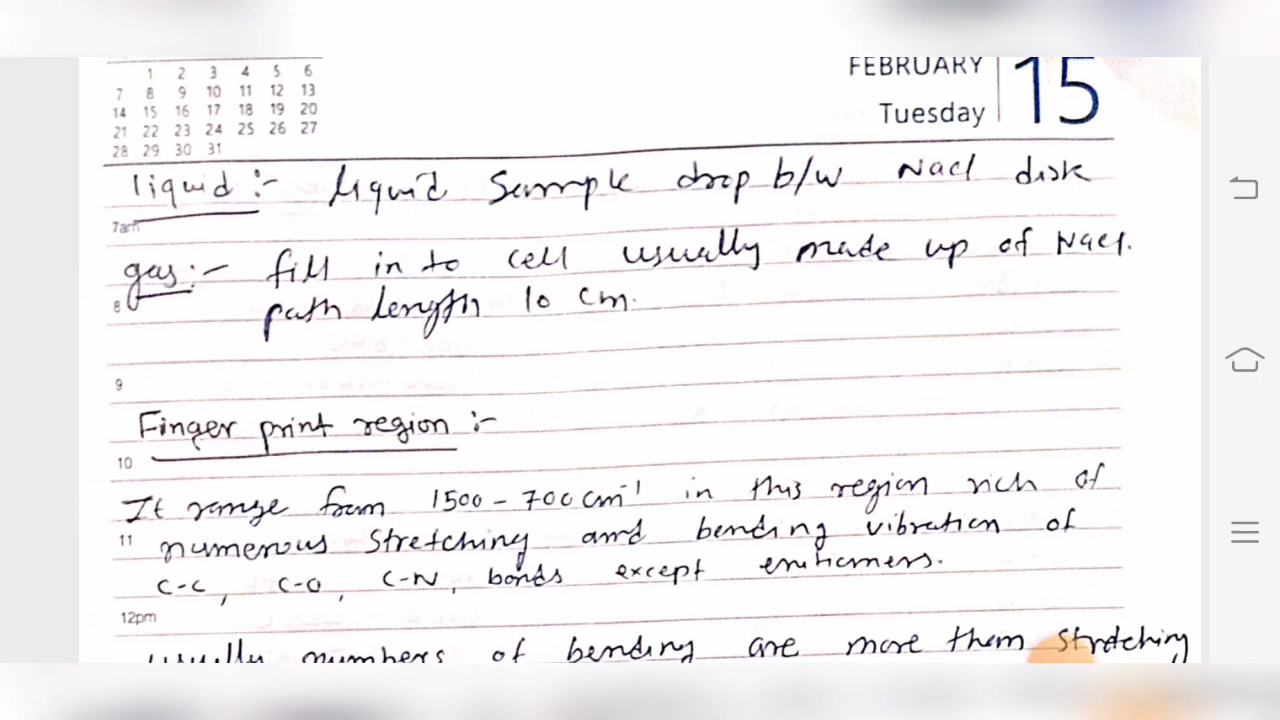 1 2 3 4 5 6
7 8 9 10 11 12 13
14 15 16 17 18 19 20
21 22 23 24 25 26 27
28 29 30 31
FEBRUARY
Tuesday
15
liquid :- liquid Sample drop b/w Nacl disk
7am
gas :- fill in to cell usually made up of Nacl.
8
path length 10 cm.
9
Finger print region :-
10
It range from 1500 - 700 cm-1 in this region rich of
11 numerous Stretching and bending vibration of
C-C, C-O, C-N, bonds except enitiomers.
12pm
usually numbers of bending are more them stretching